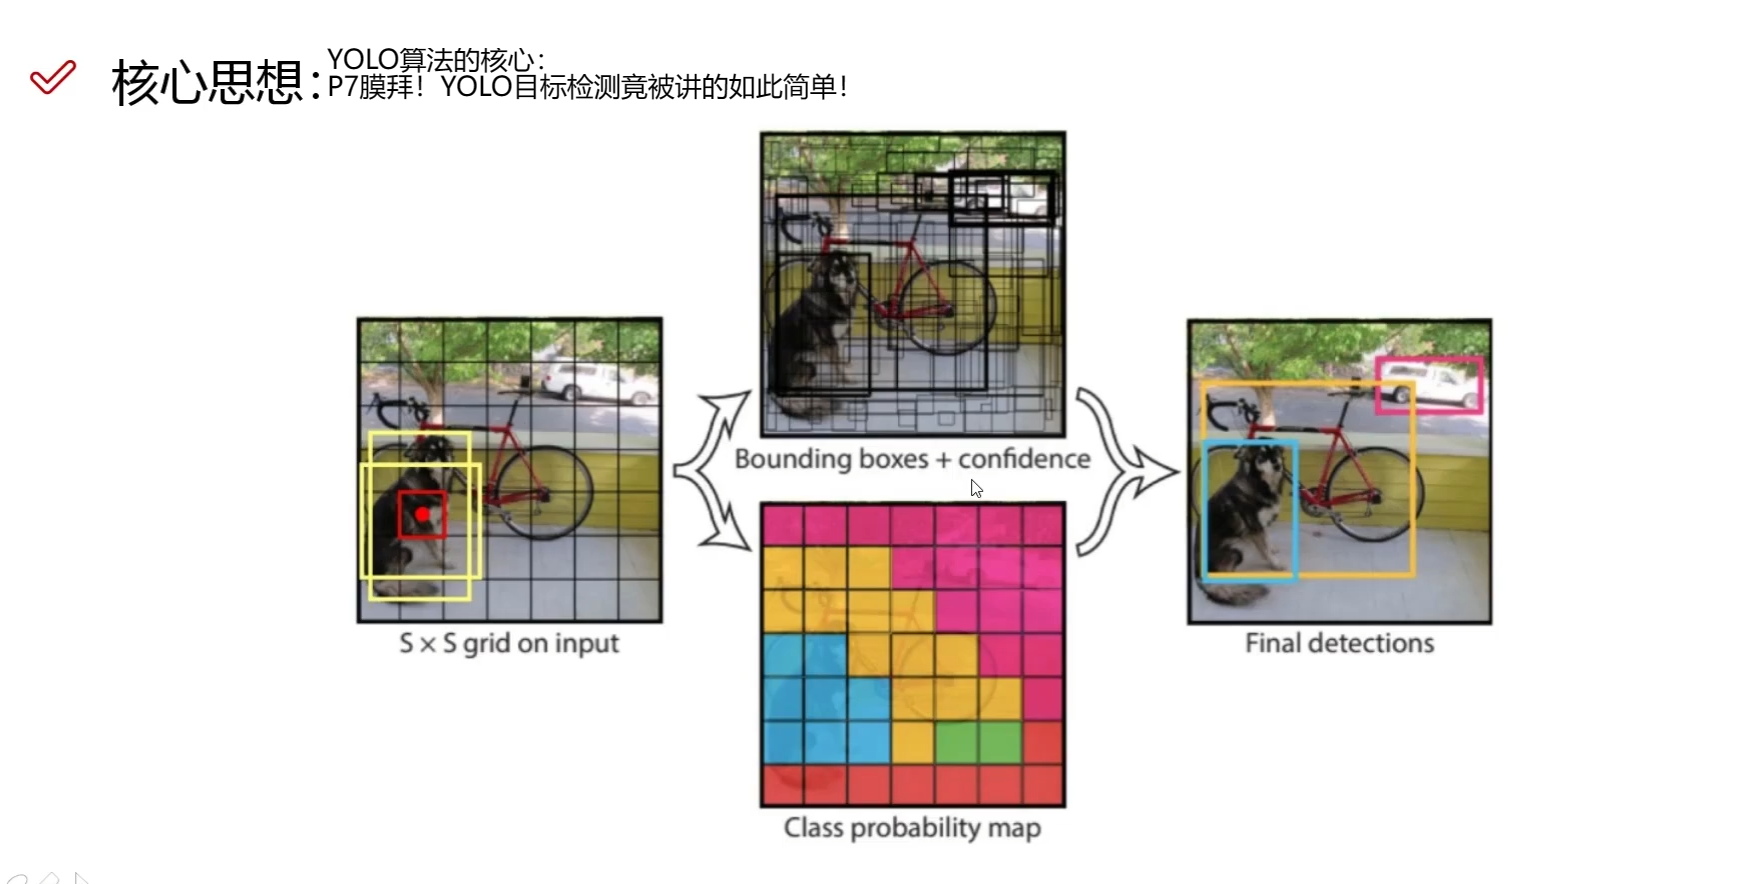 核心思想：
YOLO算法的核心：
P7膜拜！YOLO目标检测竟被讲的如此简单！
Bounding boxes + confidence
S × S grid on input
Final detections
Class probability map